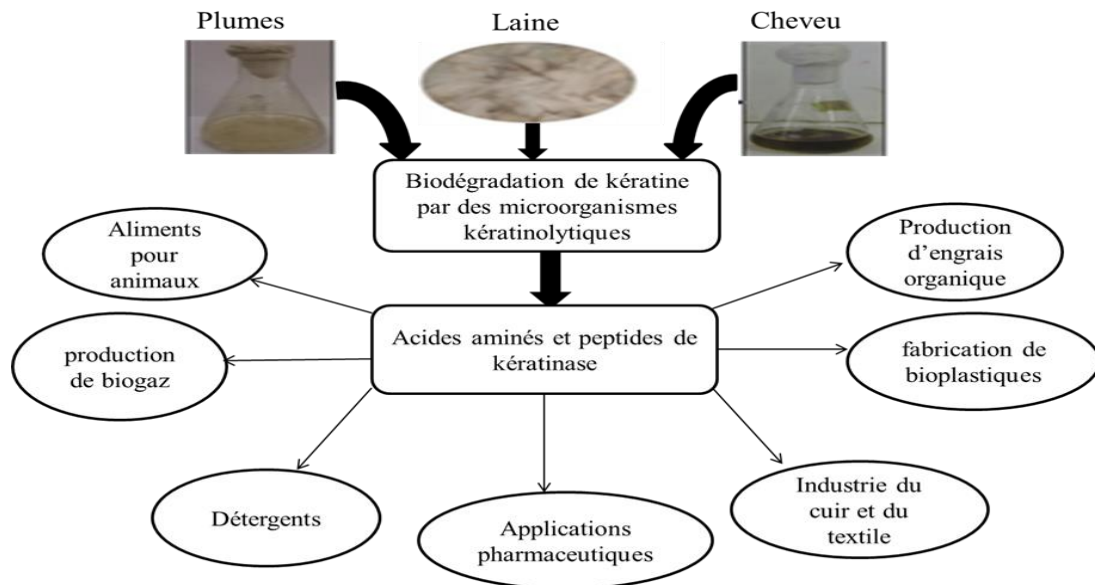 Plumes
Laine
Cheveu
Biodégradation de kératine
par des microorganismes
kératinolytiques
Aliments
pour
animaux
Production
d’engrais
organique
Acides aminés et peptides de
kératinase
production
de biogaz
fabrication de
bioplastiques
Détergents
Applications
pharmaceutiques
Industrie du
cuir et du
textile